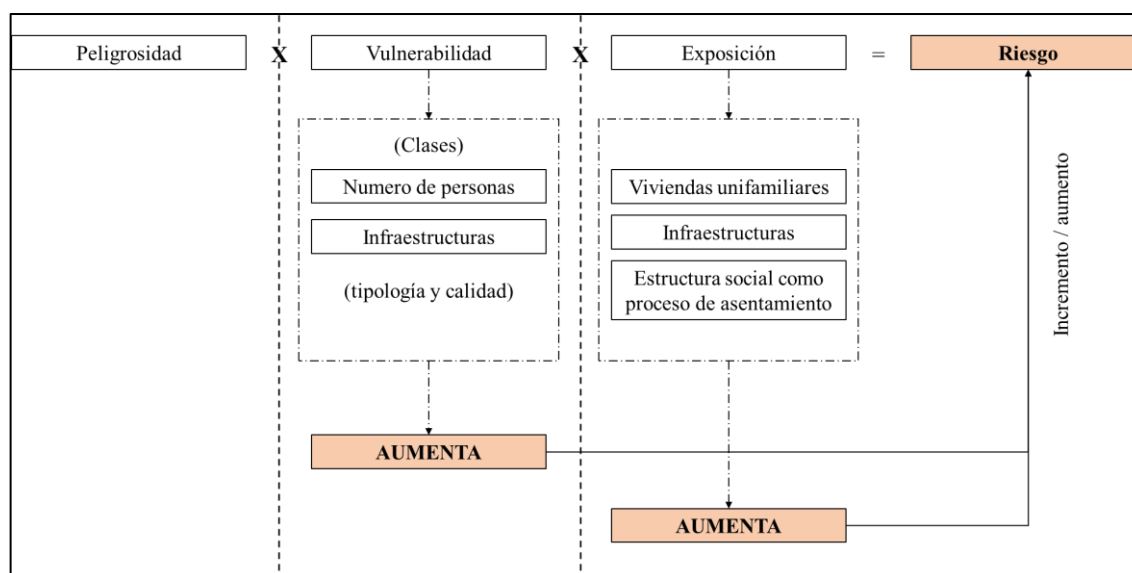 Peligrosidad X Vulnerabilidad X Exposición = Riesgo
(Clases)
Numero de personas
Infraestructuras
(tipología y calidad)
Viviendas unifamiliares
Infraestructuras
Estructura social como
proceso de asentamiento
Incremento / aumento
AUMENTA
AUMENTA